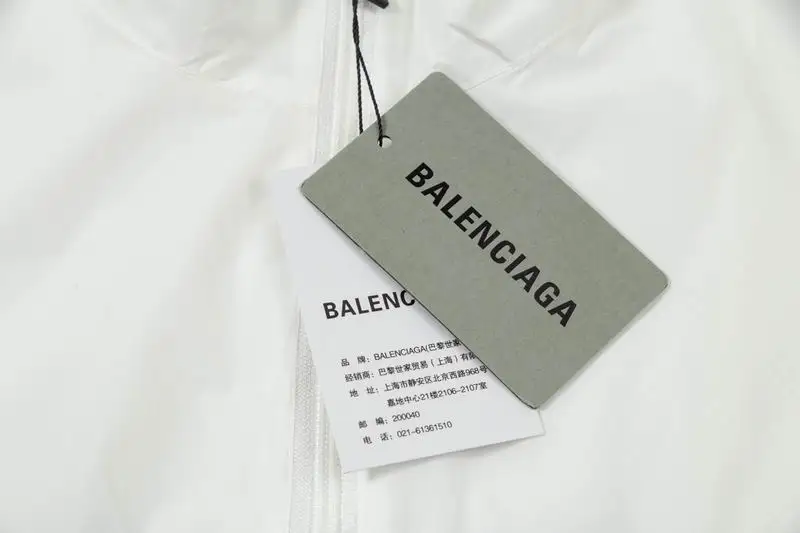 BALENCIAGA
BALENC
品 牌：BALENCIAGA(巴黎世家
经销商：巴黎世家贸易（上海）有限
地 址：上海市静安区北京西路968号
嘉地中心21楼2106-2107室
邮 编：200040
电 话：021-61361510